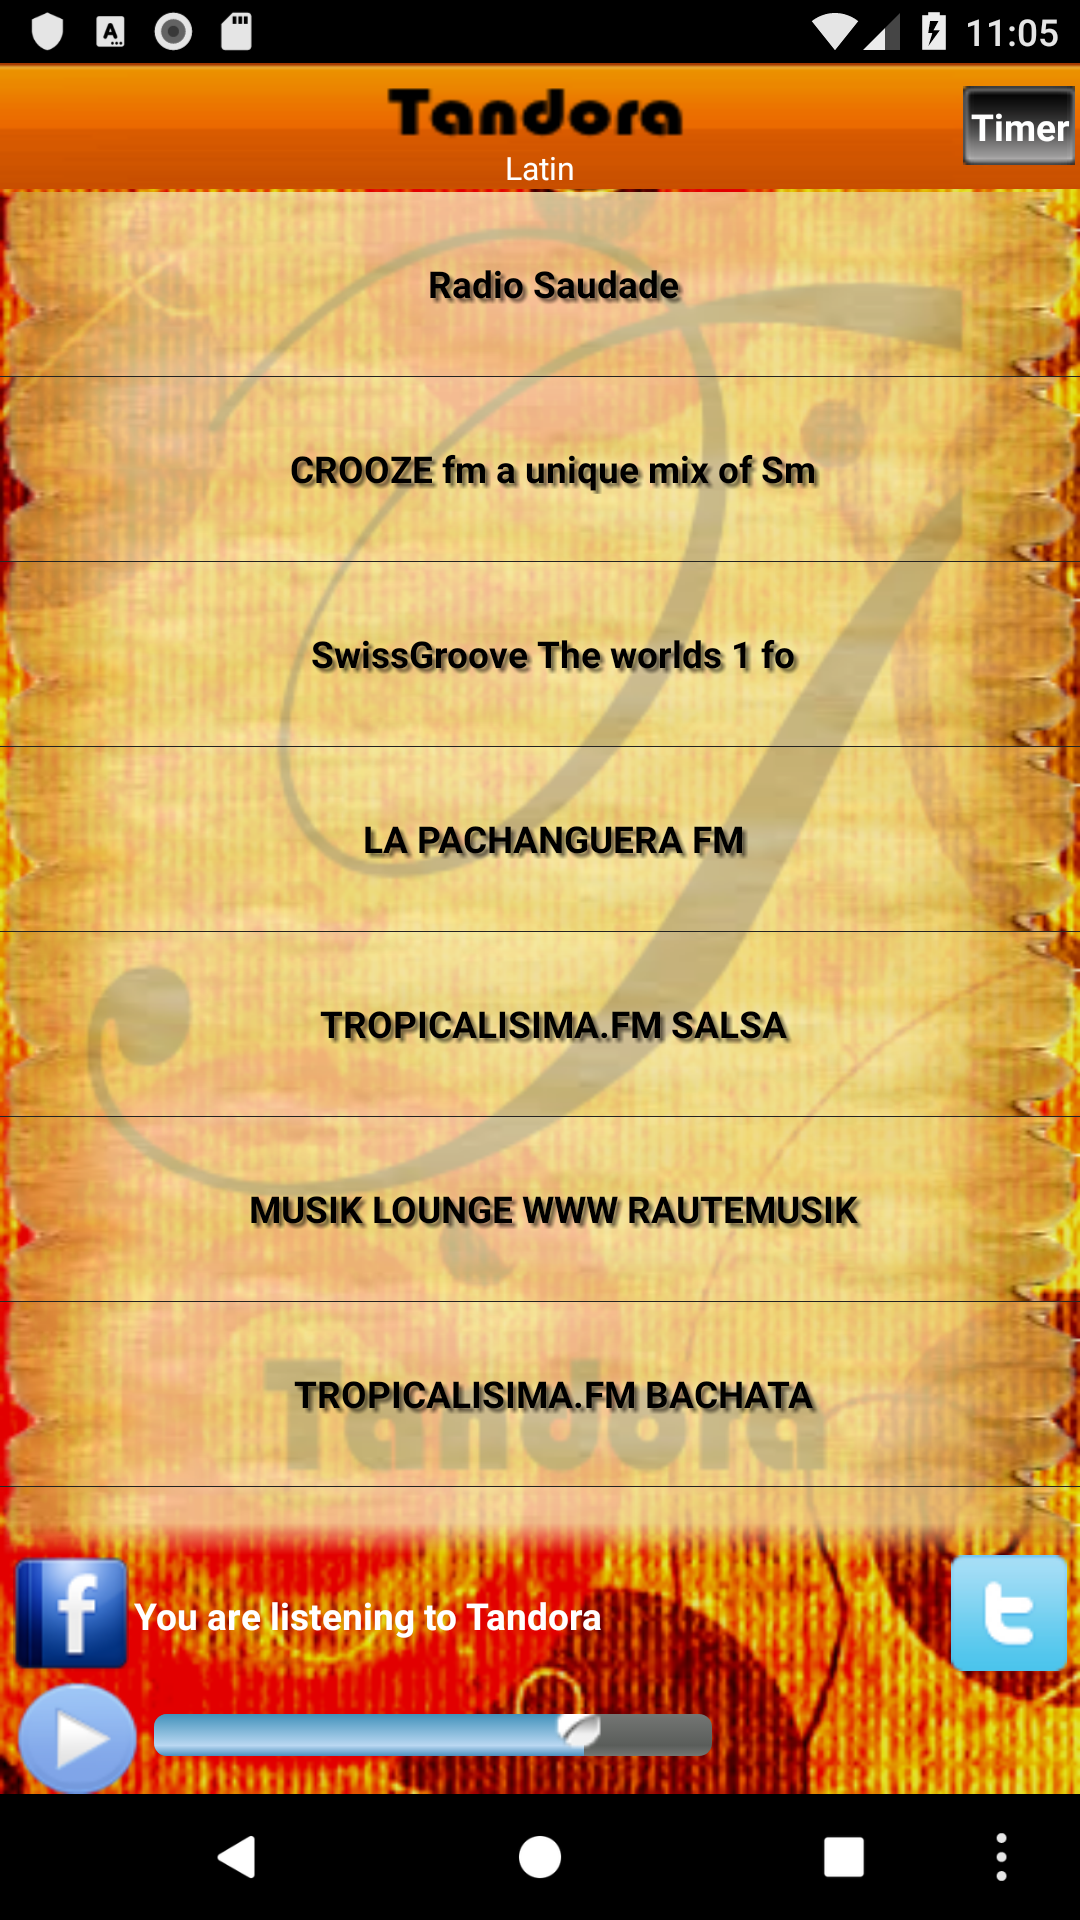 11:05
Tandora
Timer
Latin
Radio Saudade
CROOZE fm a unique mix of Sm
SwissGroove The worlds 1 fo
LA PACHANGUERA FM
TROPICALISIMA.FM SALSA
MUSIK LOUNGE WWW RAUTEMUSIK
TROPICALISIMA.FM BACHATA
Tandora
You are listening to Tandora